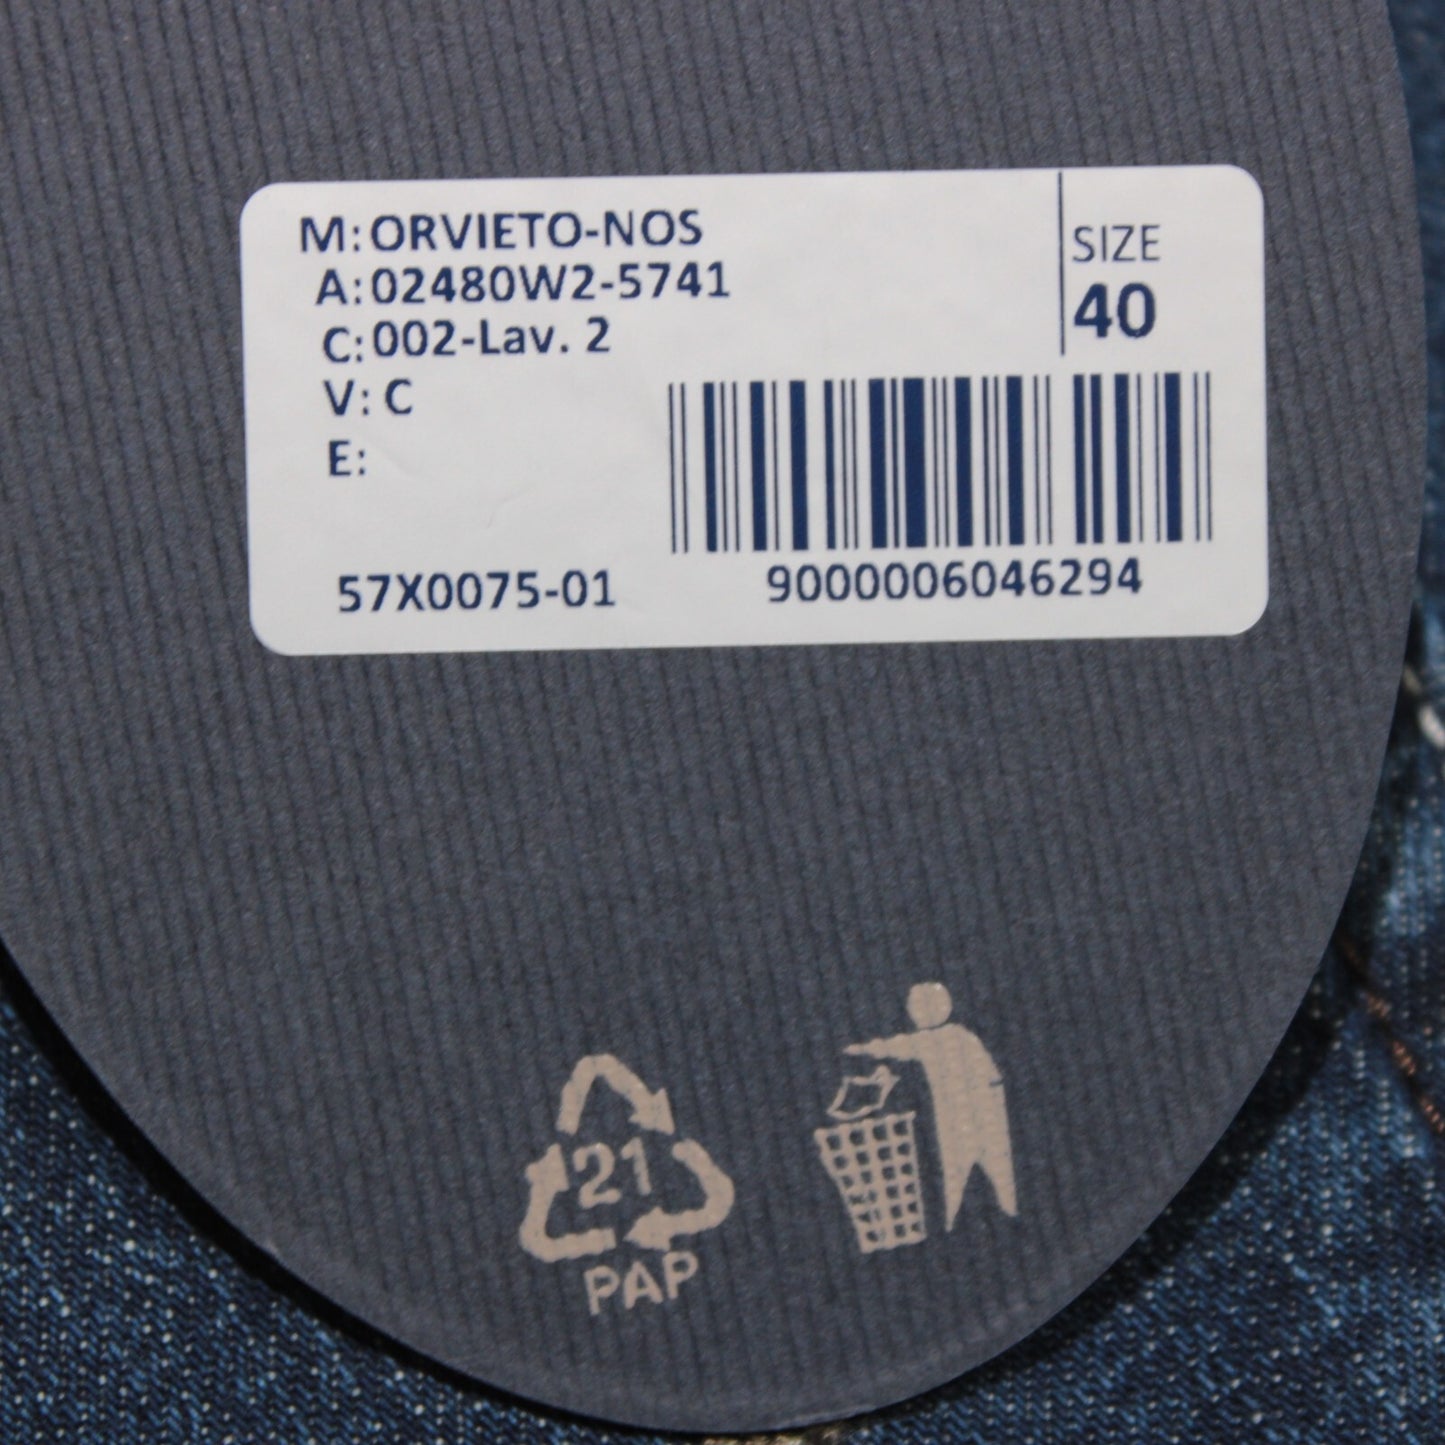 M: ORVIETO-NOS
A: 02480W2-5741
C: 002-Lav. 2
V: C
E:
SIZE
40
57X0075-01
9000006046294
21
PAP